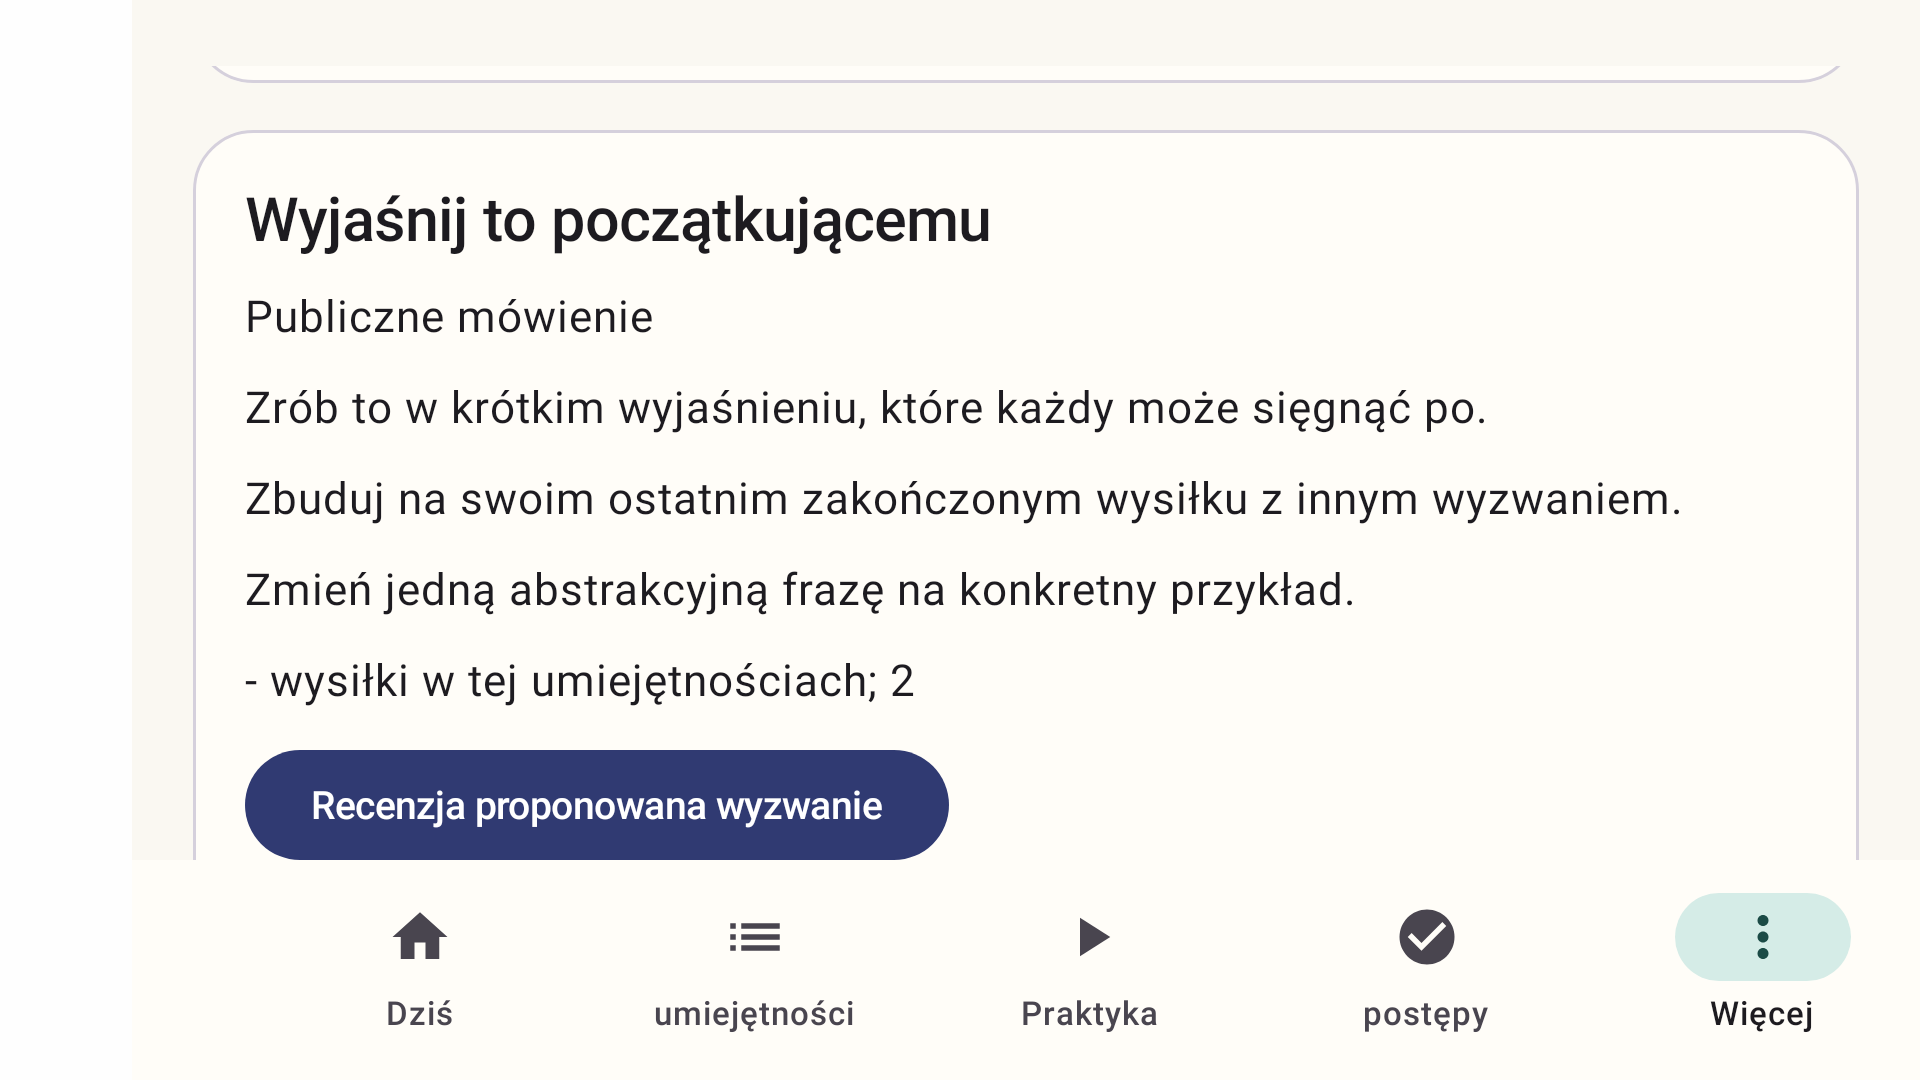 Wyjaśnij to początkującemu
Publiczne mówienie
Zrób to w krótkim wyjaśnieniu, które każdy może sięgnąć po.
Zbuduj na swoim ostatnim zakończonym wysiłku z innym wyzwaniem.
Zmień jedną abstrakcyjną frazę na konkretny przykład.
- wysiłki w tej umiejętnościach; 2
Recenzja proponowana wyzwanie
Dziś
umiejętności
Praktyka
postępy
Więcej